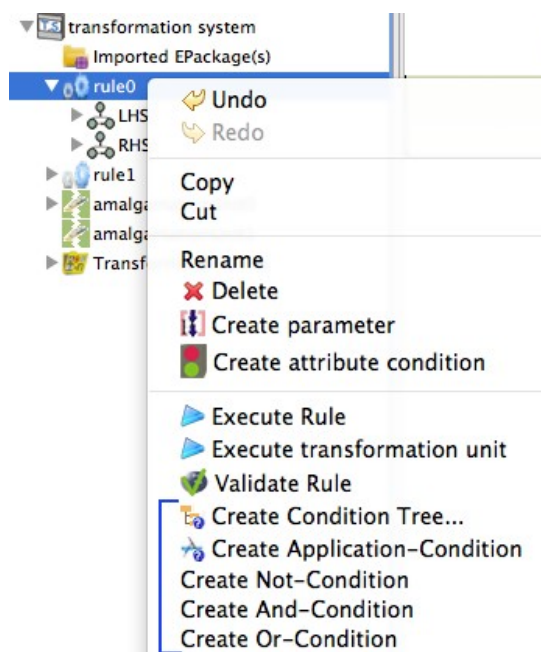 transformation system
Imported EPackage(s)
rule0
LHS
RHS
rule1
Undo
Redo
Copy
Cut
Rename
Delete
Create parameter
Create attribute condition
Execute Rule
Execute transformation unit
Validate Rule
Create Condition Tree...
Create Application-Condition
Create Not-Condition
Create And-Condition
Create Or-Condition